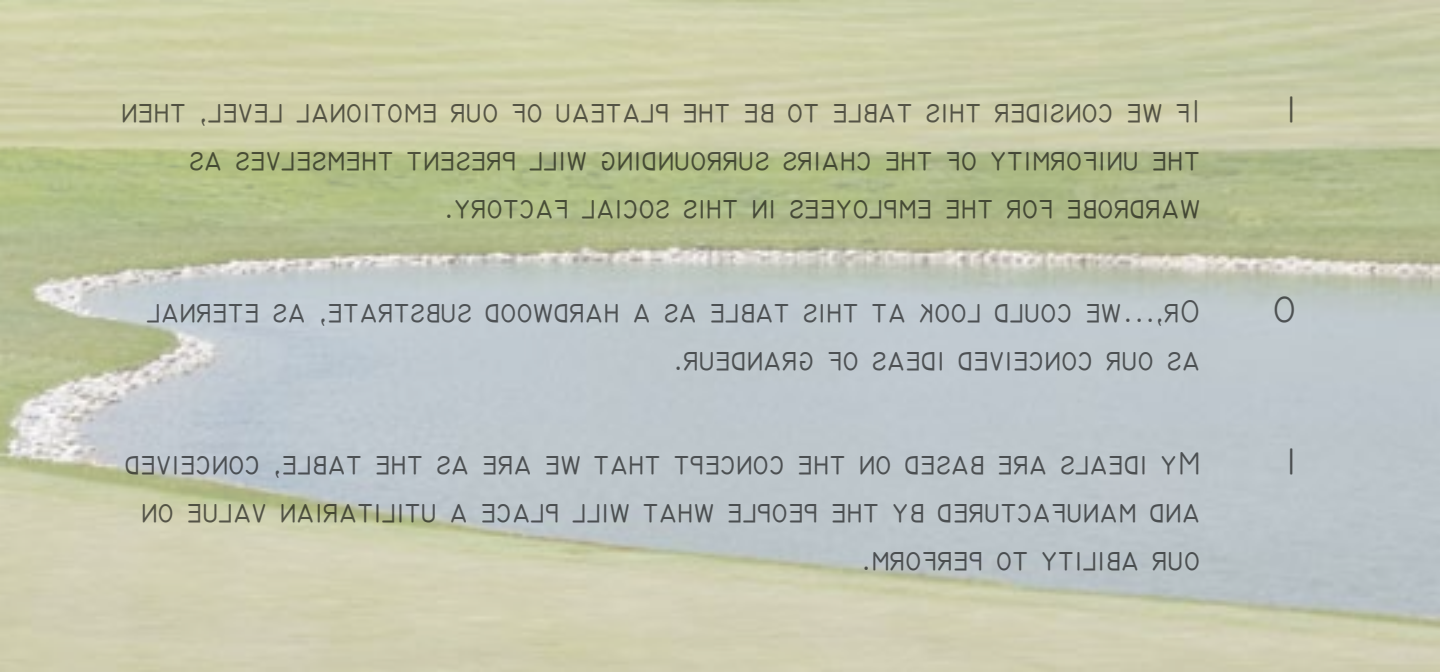 I If we consider this table to be the plateau of our emotional level, then
the uniformity of the chairs surrounding will present themselves as
wardrobe for the employees in this social factory.
O Or,...we could look at this table as a hardwood substrate, as eternal
as our conceived ideas of grandeur.
I My ideals are based on the concept that we are as the table, conceived
and manufactured by the people what will place a utilitarian value on
our ability to perform.